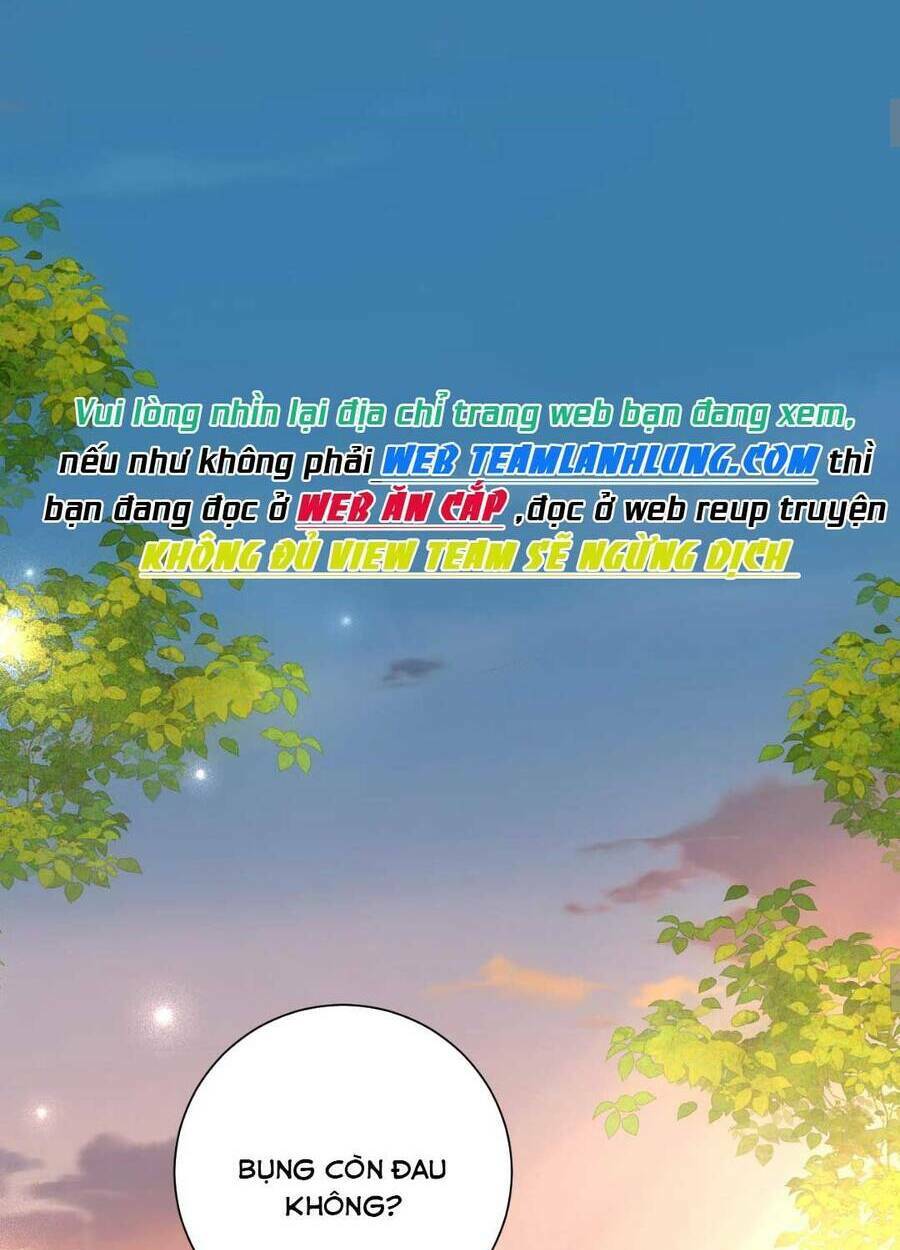 Vui lòng nhìn lại địa chỉ trang web bạn đang xem,
nếu như không phải WEB TEAMLANHLUNG.COM thì
bạn đang đọc ở WEB ĂN CẮP ,đọc ở web reup truyện
KHÔNG ĐỦ VIEW TEAM SẼ NGỪNG DỊCH
BỤNG CÒN ĐAU
KHÔNG?